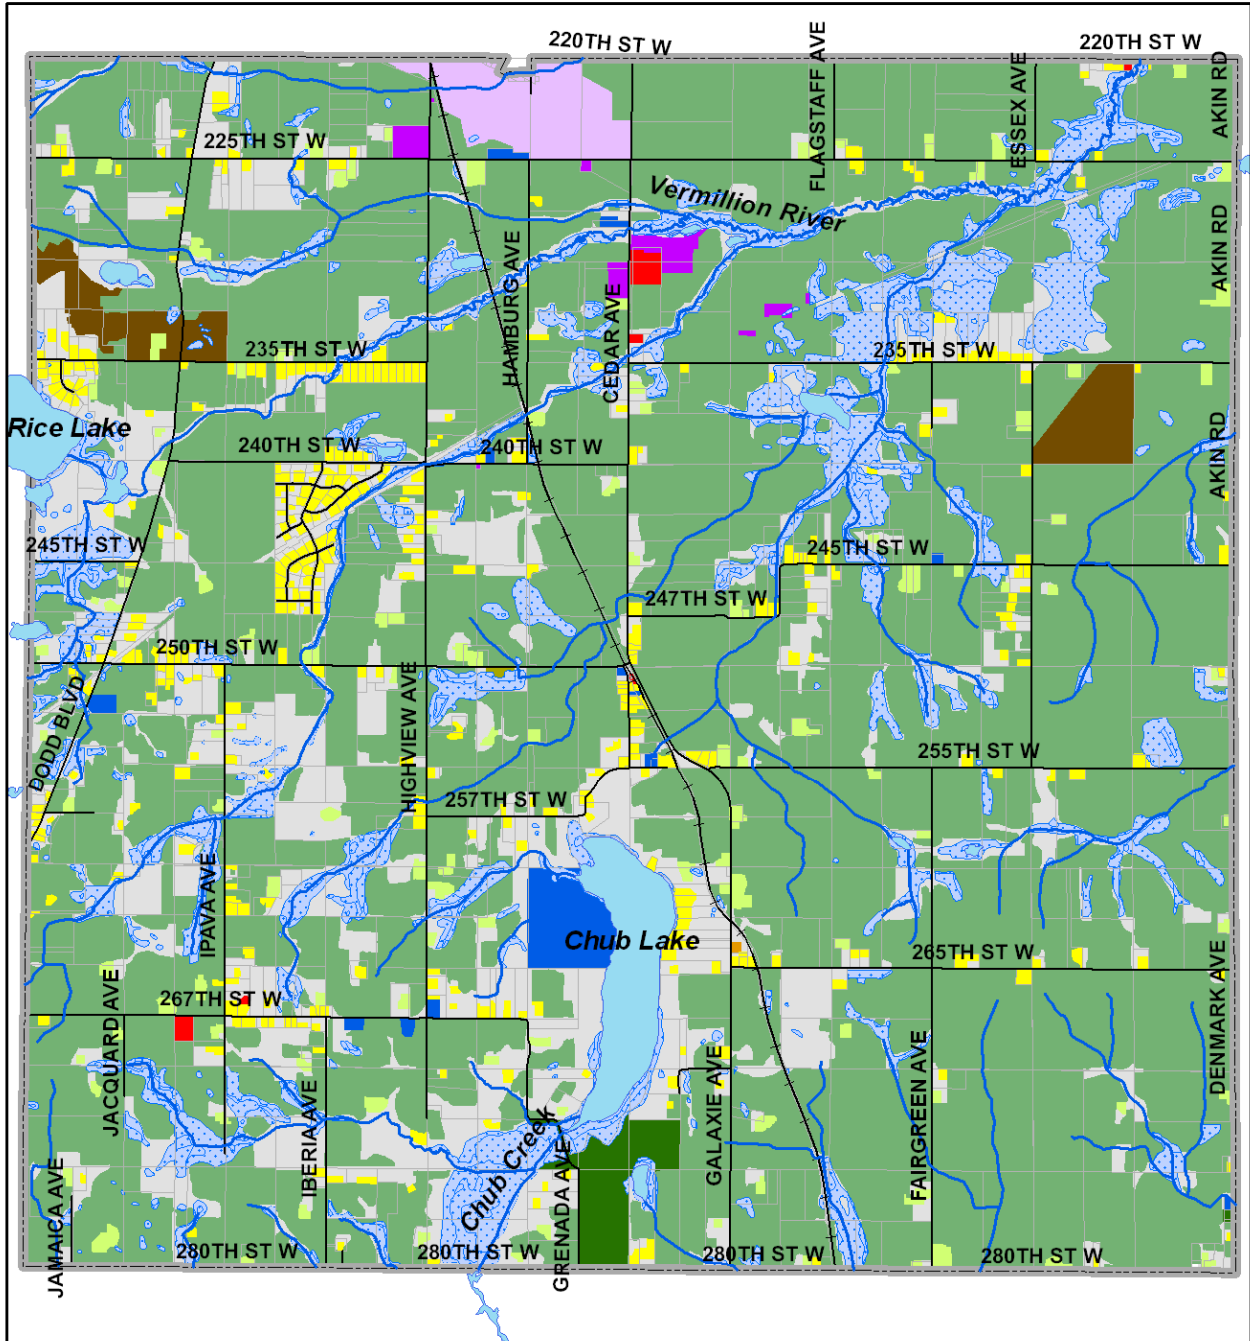 220TH ST W
220TH ST W
FLAGSTAFF AVE
ESSEX AVE
AKIN RD
225TH ST W
Vermillion River
AKIN RD
HAMBURG AVE
CEDAR AVE
235TH ST W
235TH ST W
Rice Lake
240TH ST W
240TH ST W
AKIN RD
245TH ST W
245TH ST W
247TH ST W
250TH ST W
DODD BLVD
HIGHVIEW AVE
255TH ST W
257TH ST W
IPAVA AVE
Chub Lake
265TH ST W
267TH ST W
JACQUARD AVE
DENMARK AVE
GALAXIE AVE
FAIRGREEN AVE
IBERIA AVE
Chub Creek
GRENADA AVE
JAMAICA AVE
280TH ST W
280TH ST W
280TH ST W
280TH ST W